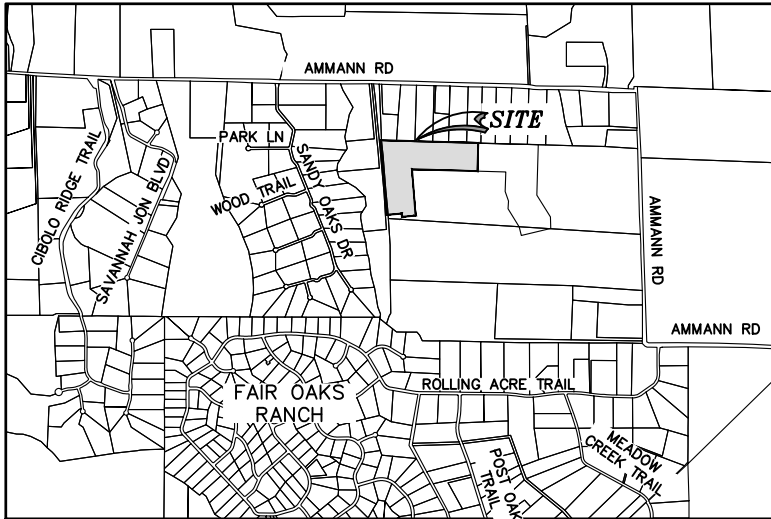 AMMANN RD
SITE
PARK LN
SANDY OAKS DR
WOOD TRAIL
CIBOLO RIDGE TRAIL
SAVANNAH JON BLVD
AMMANN RD
AMMANN RD
FAIR OAKS
RANCH
ROLLING ACRE TRAIL
POST OAK
TRAIL
MEADOW
CREEK TRAIL